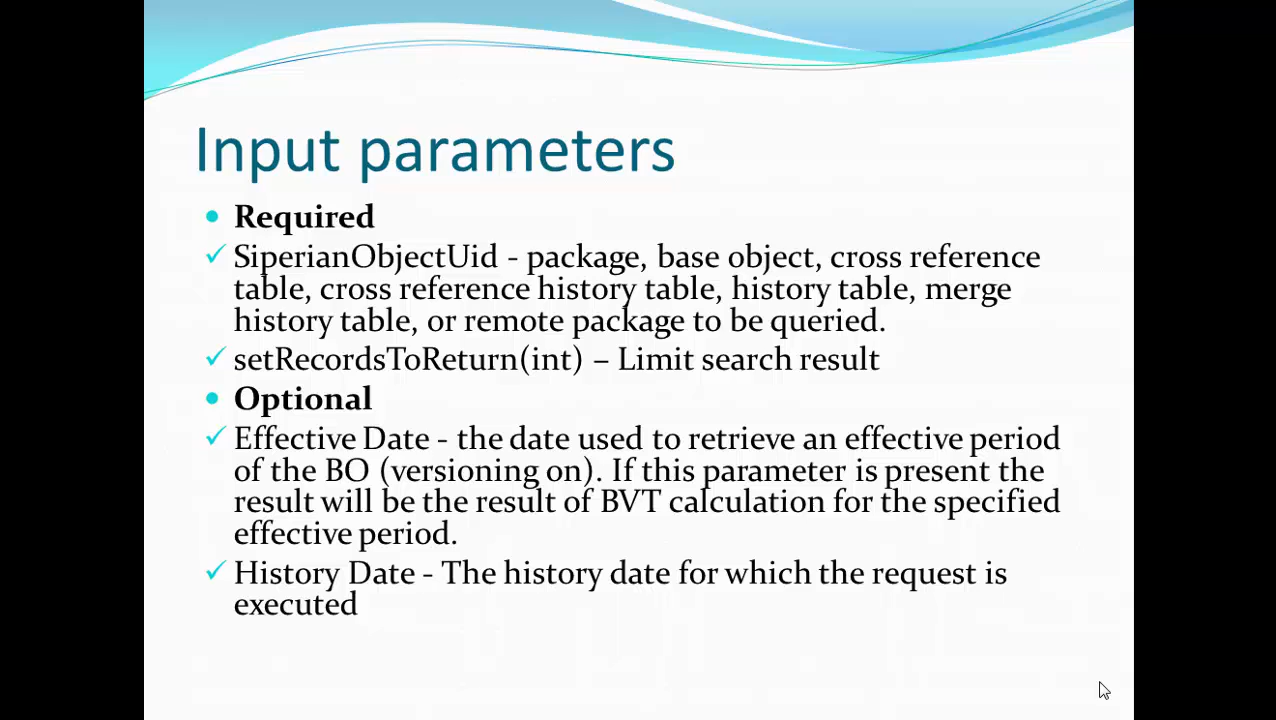 Input parameters
Required
SiperianObjectUid - package, base object, cross reference
table, cross reference history table, history table, merge
history table, or remote package to be queried.
setRecordsToReturn(int) – Limit search result
Optional
Effective Date - the date used to retrieve an effective period
of the BO (versioning on). If this parameter is present the
result will be the result of BVT calculation for the specified
effective period.
History Date - The history date for which the request is
executed